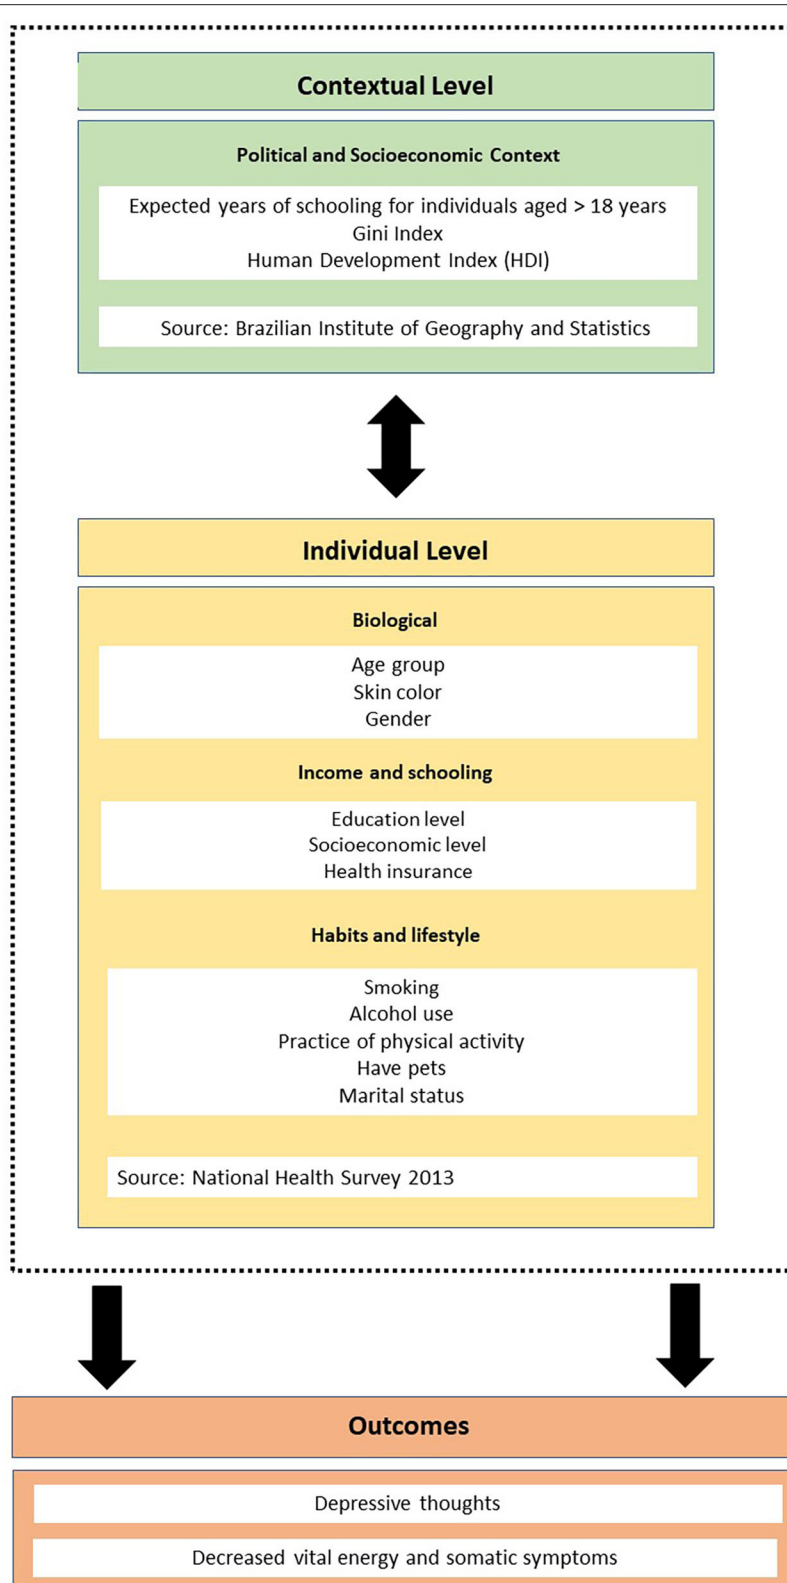 Contextual Level
Political and Socioeconomic Context
Expected years of schooling for individuals aged > 18 years
Gini Index
Human Development Index (HDI)
Source: Brazilian Institute of Geography and Statistics
Individual Level
Biological
Age group
Skin color
Gender
Income and schooling
Education level
Socioeconomic level
Health insurance
Habits and lifestyle
Smoking
Alcohol use
Practice of physical activity
Have pets
Marital status
Source: National Health Survey 2013
Outcomes
Depressive thoughts
Decreased vital energy and somatic symptoms